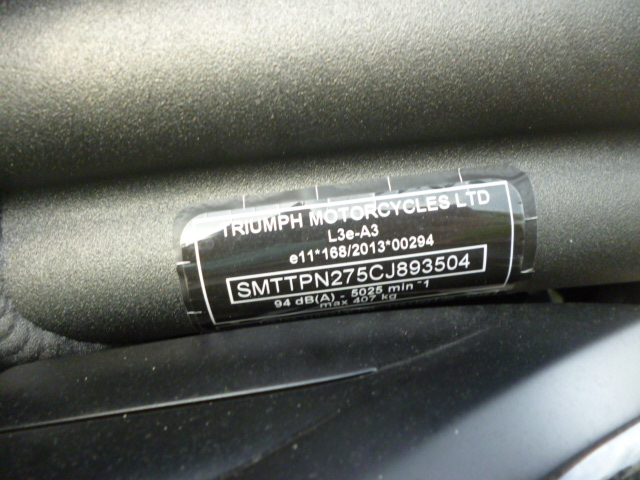 TRIUMPH MOTORCYCLES LTD
L3e-A3
e11*168/2013*00294
SMTTPN275CJ893504
94 dB(A) - 5025 min⁻¹
max 407 kg